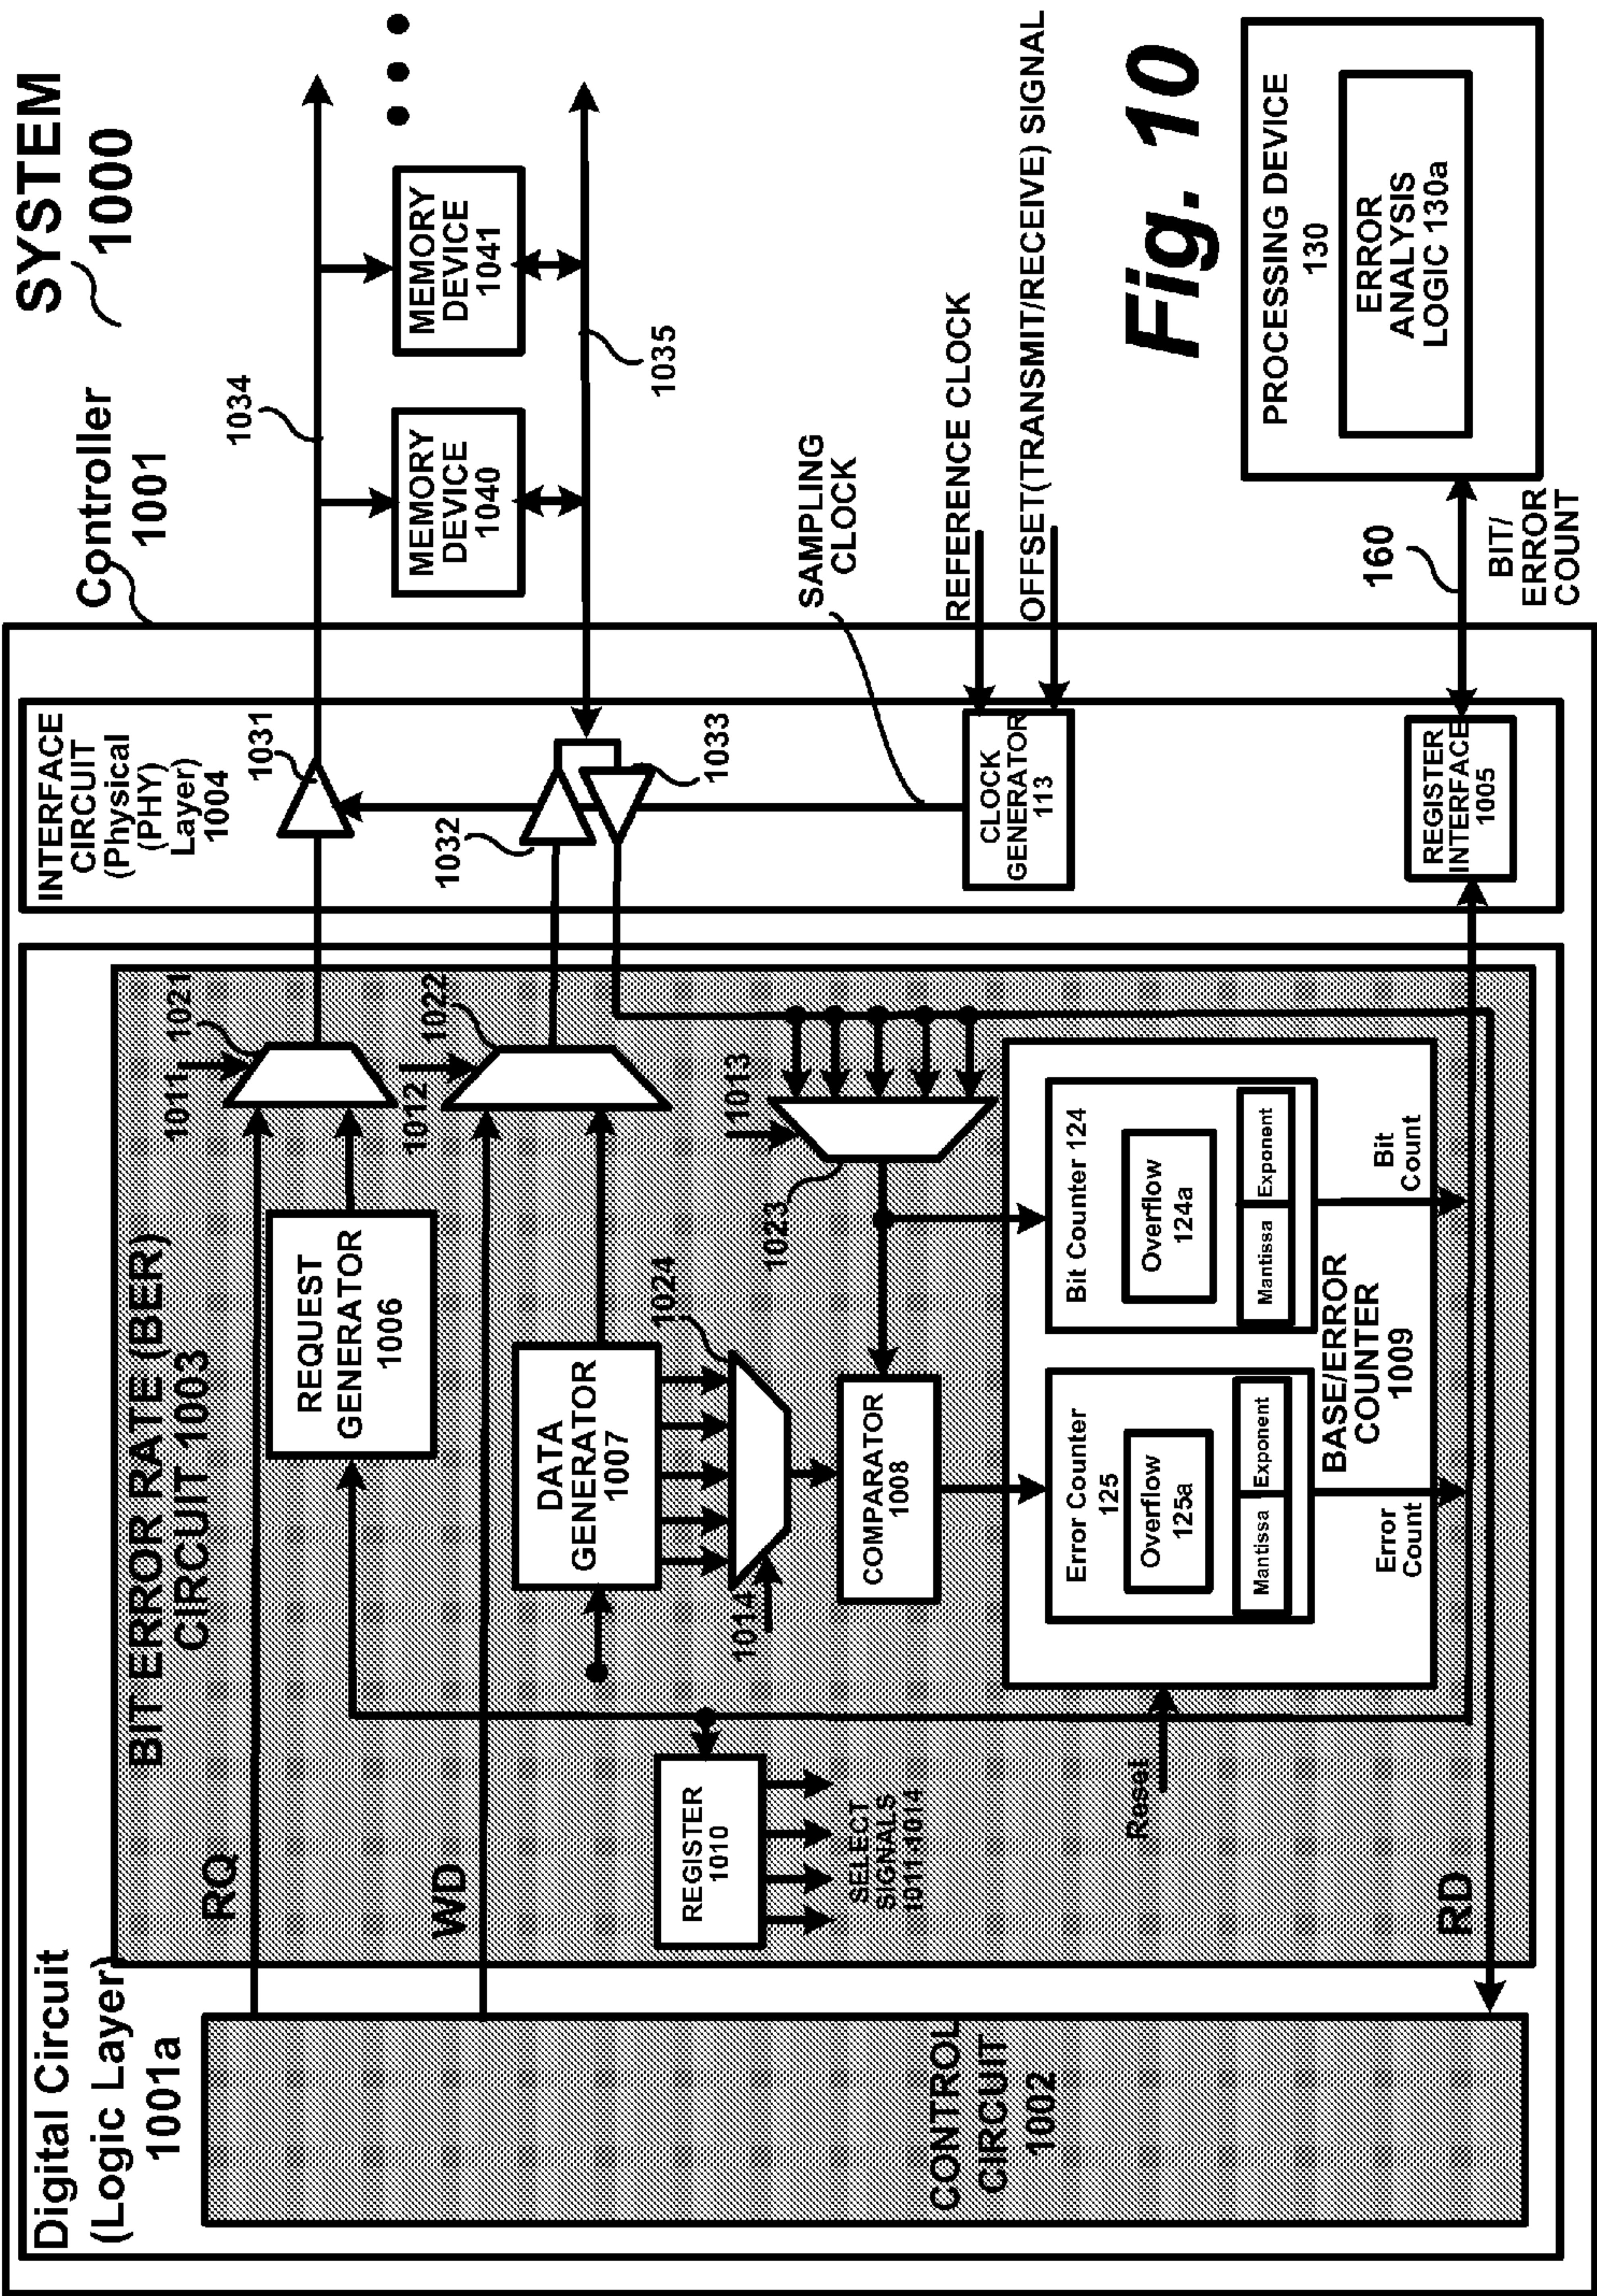 SYSTEM
1000
Controller
1001
Digital Circuit
(Logic Layer)
1001a
CONTROL
CIRCUIT
1002
BIT ERROR RATE (BER)
CIRCUIT 1003
RQ
WD
RD
REQUEST
GENERATOR
1006
DATA
GENERATOR
1007
REGISTER
1010
SELECT
SIGNALS
1011-1014
1011
1021
1012
1022
1013
1023
1014
1024
COMPARATOR
1008
Reset
Error Counter
125
Overflow
125a
Mantissa
Exponent
Bit Counter 124
Overflow
124a
Mantissa
Exponent
BASE/ERROR
COUNTER
1009
Error
Count
Bit
Count
INTERFACE
CIRCUIT
(Physical
(PHY)
Layer)
1004
1031
1032
1033
CLOCK
GENERATOR
113
REGISTER
INTERFACE
1005
1034
MEMORY
DEVICE
1040
MEMORY
DEVICE
1041
1035
SAMPLING
CLOCK
REFERENCE CLOCK
OFFSET(TRANSMIT/RECEIVE) SIGNAL
160
BIT/
ERROR
COUNT
PROCESSING DEVICE
130
ERROR
ANALYSIS
LOGIC 130a
Fig. 10